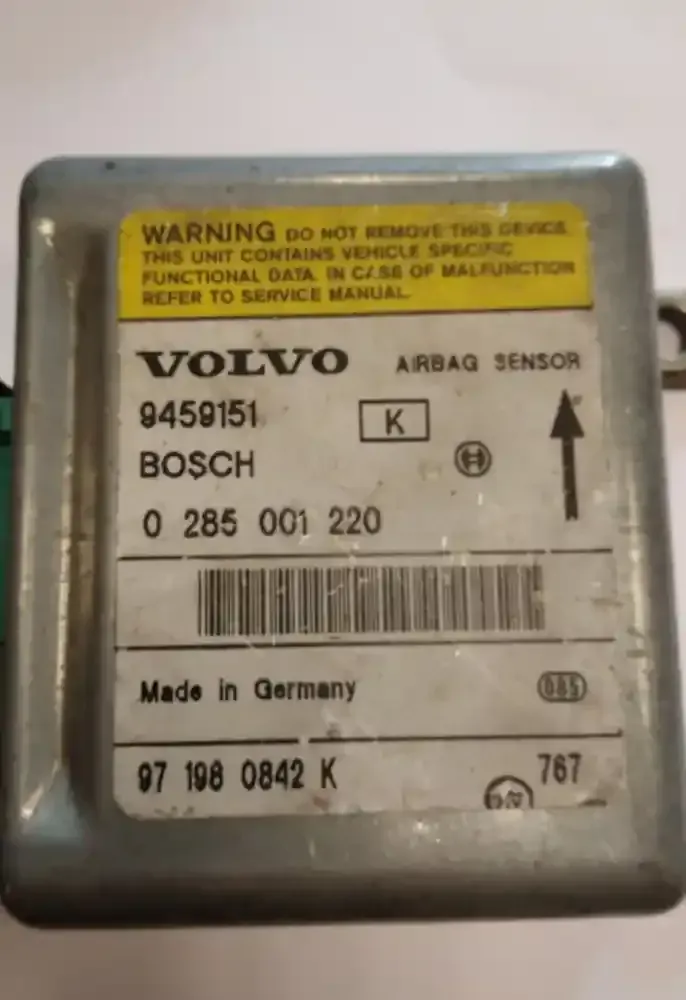 WARNING DO NOT REMOVE THIS DEVICE.
THIS UNIT CONTAINS VEHICLE SPECIFIC
FUNCTIONAL DATA. IN CASE OF MALFUNCTION
REFER TO SERVICE MANUAL.
VOLVO AIRBAG SENSOR
9459151 K
BOSCH
0 285 001 220
Made in Germany 085
97 198 0842 K 767